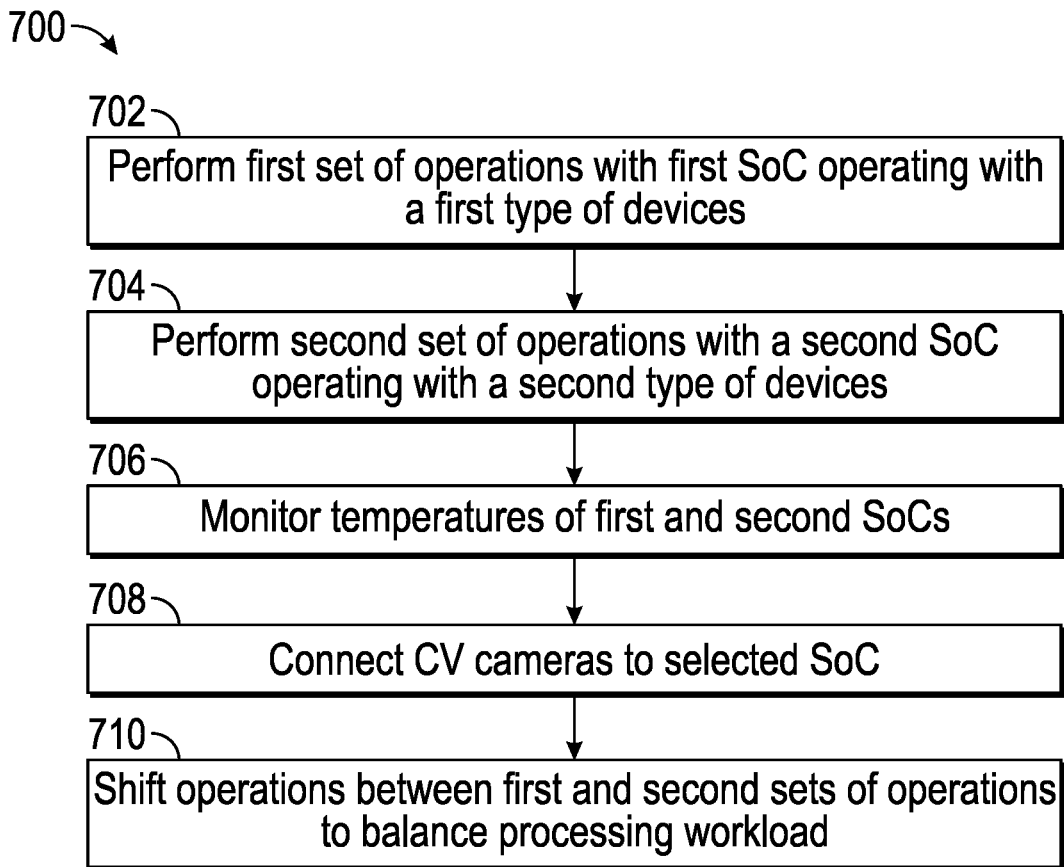 700
702
Perform first set of operations with first SoC operating with
a first type of devices
704
Perform second set of operations with a second SoC
operating with a second type of devices
706
Monitor temperatures of first and second SoCs
708
Connect CV cameras to selected SoC
710
Shift operations between first and second sets of operations
to balance processing workload